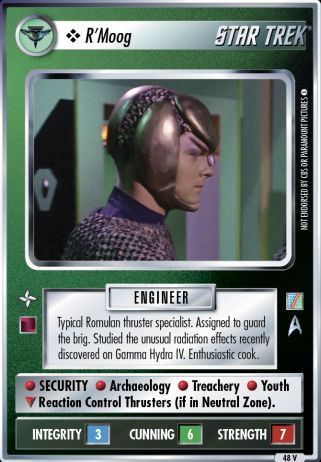 ❖ R'Moog
STAR TREK®
NOT ENDORSED BY CBS OR PARAMOUNT PICTURES
ENGINEER
Typical Romulan thruster specialist. Assigned to guard
the brig. Studied the unusual radiation effects recently
discovered on Gamma Hydra IV. Enthusiastic cook.
SECURITY Archaeology Treachery Youth
Reaction Control Thrusters (if in Neutral Zone).
INTEGRITY 3 CUNNING 6 STRENGTH 7
48 V